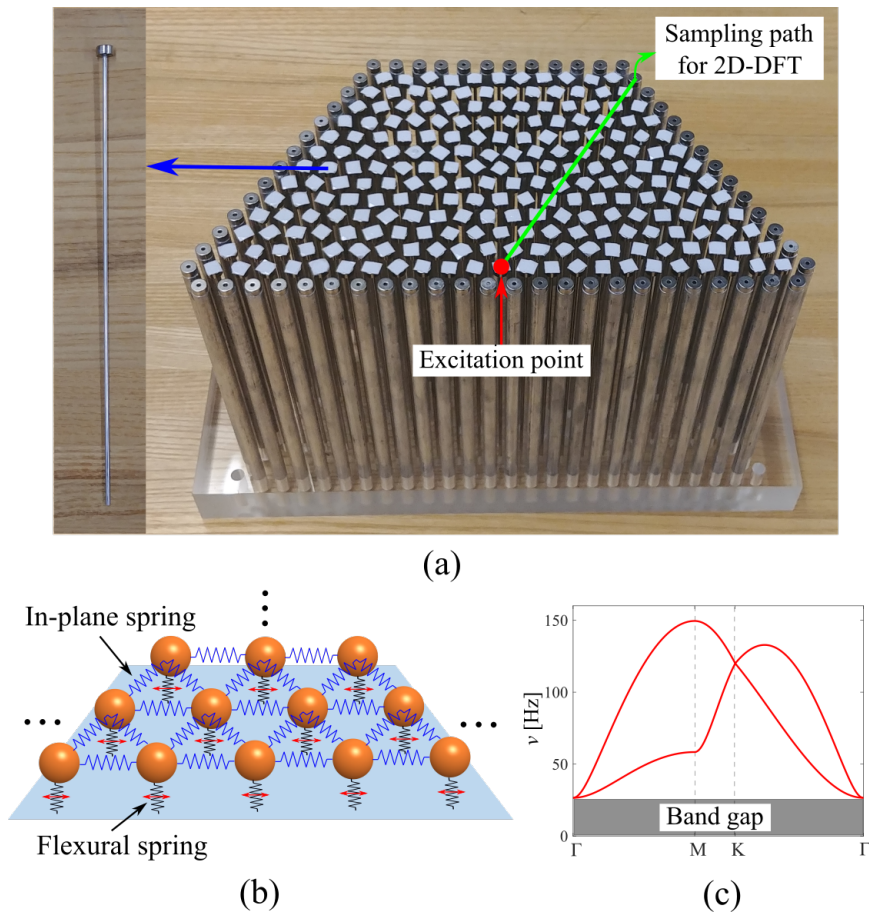 Sampling path
for 2D-DFT
Excitation point
(a)
In-plane spring
Flexural spring
(b)
ν [Hz]
150
100
50
0
Band gap
Γ
M
K
Γ
(c)